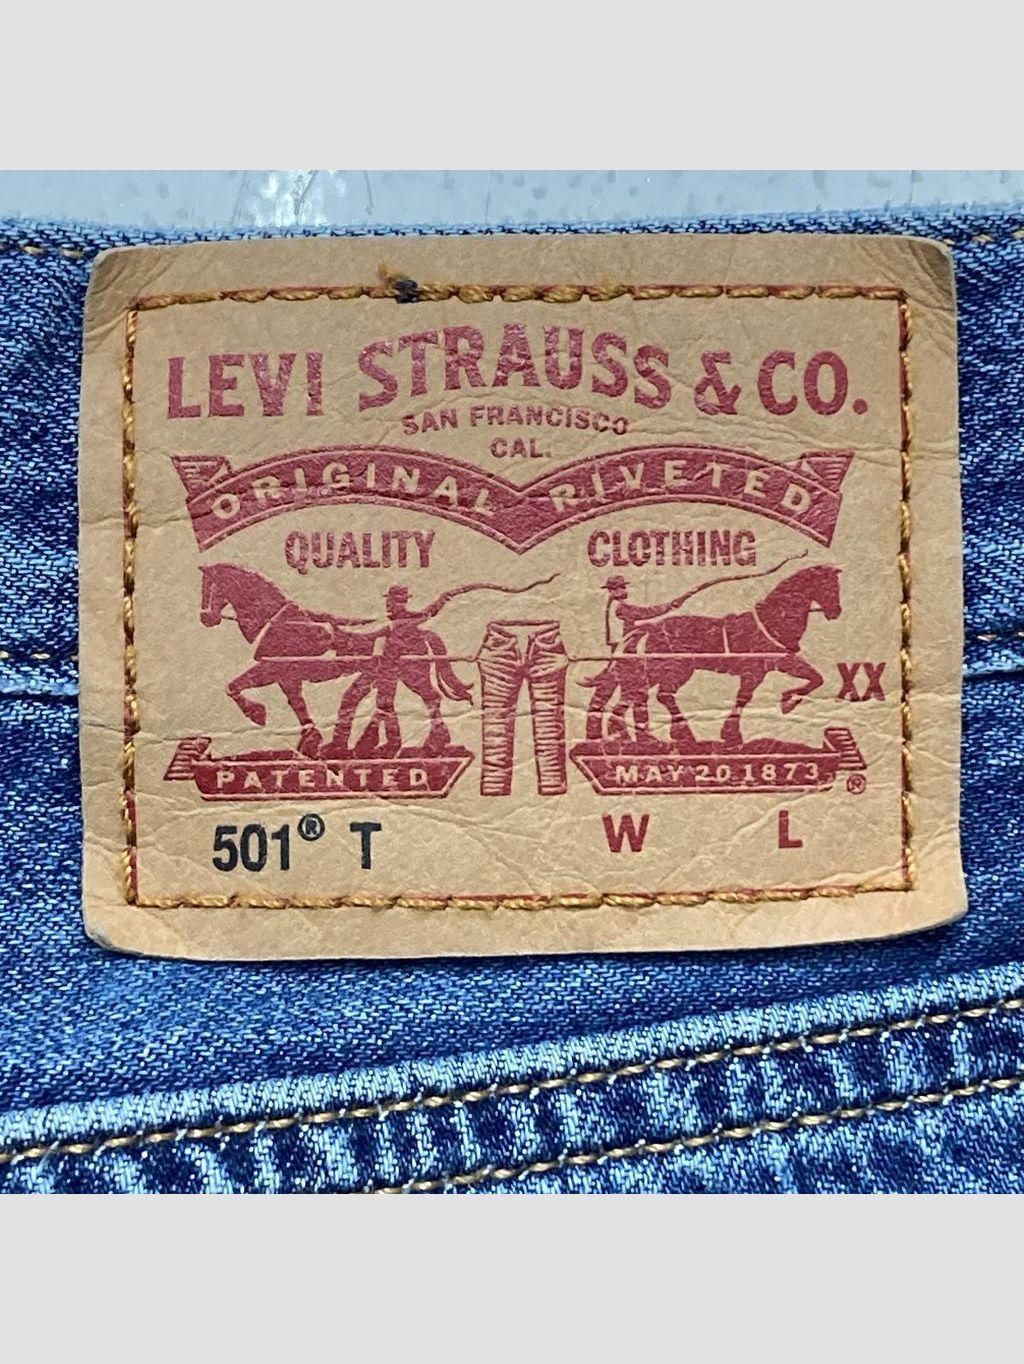 LEVI STRAUSS & CO.
SAN FRANCISCO
CAL.
ORIGINAL RIVETED
QUALITY CLOTHING
XX
PATENTED MAY 20 1873 ®
501® T W L